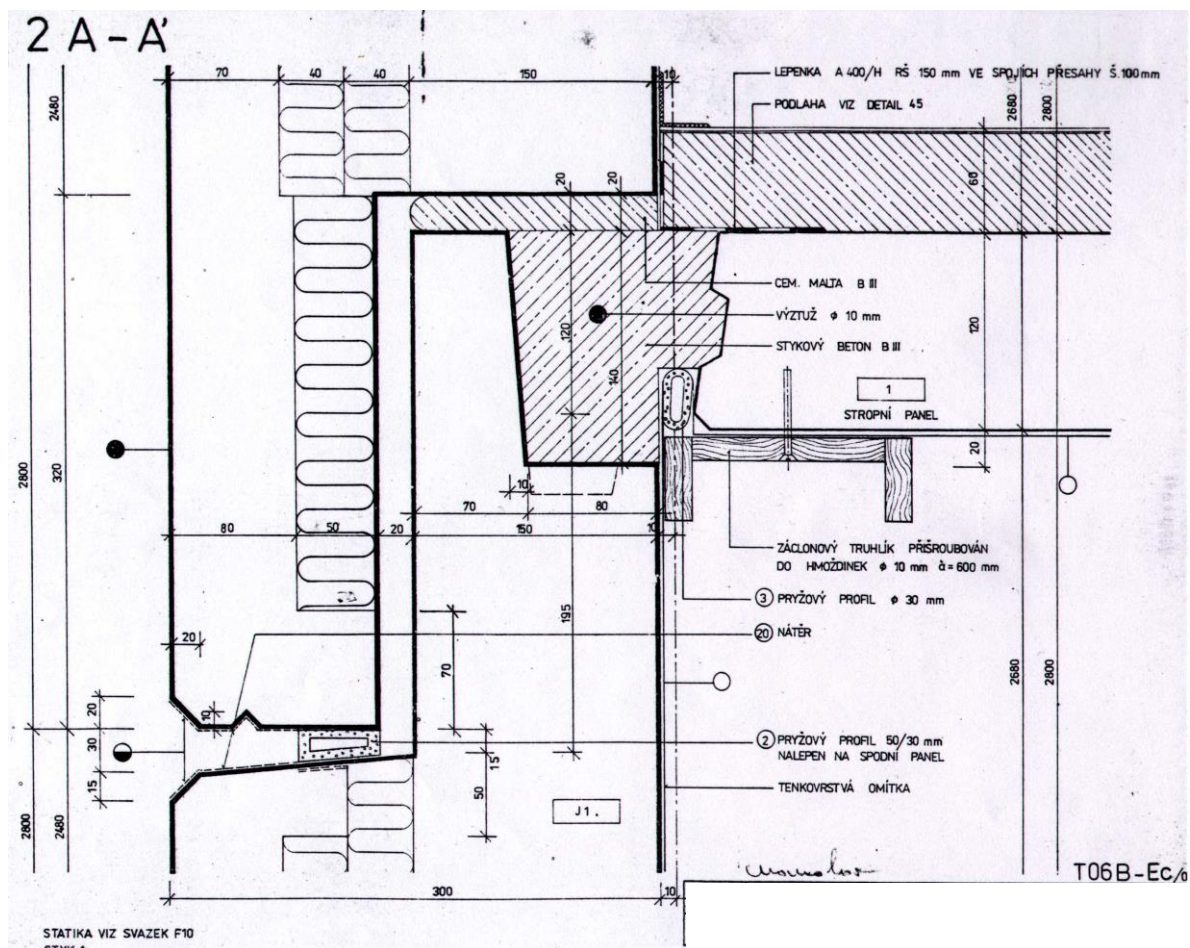 2 A-A'
70
40
40
150
10
LEPENKA A 400/H RŠ 150 mm VE SPOJÍCH PŘESAHY Š.100mm
PODLAHA VIZ DETAIL 45
2480
2680
2800
20
20
60
CEM. MALTA B III
VÝZTUŽ φ 10 mm
STYKOVÝ BETON B III
120
140
120
1
STROPNÍ PANEL
20
2800
320
10
70
80
80
50
20
150
10
ZÁCLONOVÝ TRUHLÍK PŘIŠROUBOVÁN
DO HMOŽDINEK φ 10 mm à=600 mm
3 PRYŽOVÝ PROFIL φ 30 mm
20 NÁTĚR
195
20
70
2680
2800
20
10
30
15
2 PRYŽOVÝ PROFIL 50/30 mm
NALEPEN NA SPODNÍ PANEL
TENKOVRSTVÁ OMÍTKA
15
50
J1.
2800
2480
300
10
T06B-Ec/
STATIKA VIZ SVAZEK F10